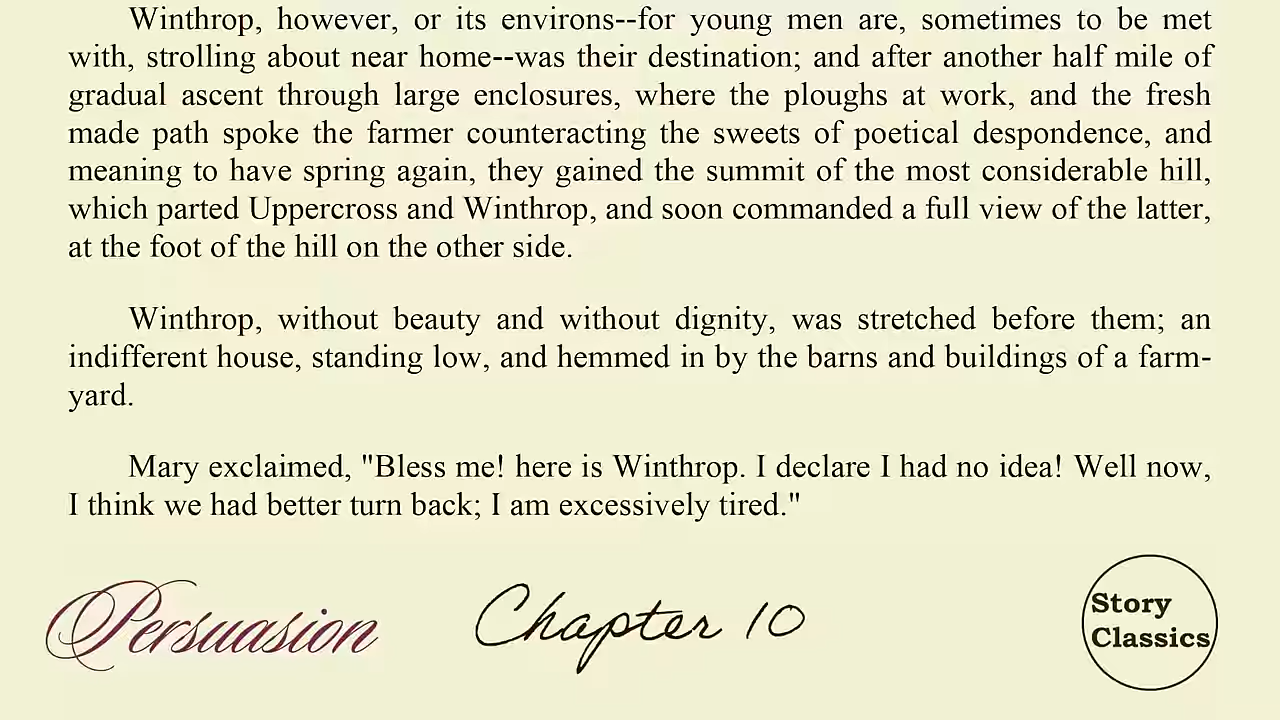 Winthrop, however, or its environs--for young men are, sometimes to be met
with, strolling about near home--was their destination; and after another half mile of
gradual ascent through large enclosures, where the ploughs at work, and the fresh
made path spoke the farmer counteracting the sweets of poetical despondence, and
meaning to have spring again, they gained the summit of the most considerable hill,
which parted Uppercross and Winthrop, and soon commanded a full view of the latter,
at the foot of the hill on the other side.
Winthrop, without beauty and without dignity, was stretched before them; an
indifferent house, standing low, and hemmed in by the barns and buildings of a farm-
yard.
Mary exclaimed, "Bless me! here is Winthrop. I declare I had no idea! Well now,
I think we had better turn back; I am excessively tired."
Persuasion
Chapter 10
Story
Classics